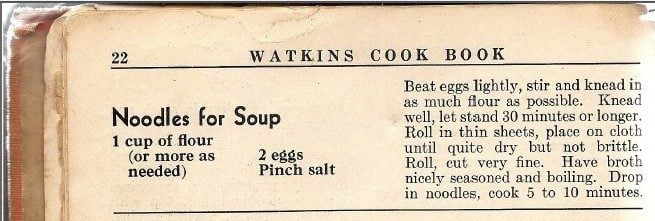 22 WATKINS COOK BOOK
Noodles for Soup
1 cup of flour
(or more as
needed)
2 eggs
Pinch salt
Beat eggs lightly, stir and knead in
as much flour as possible. Knead
well, let stand 30 minutes or longer.
Roll in thin sheets, place on cloth
until quite dry but not brittle.
Roll, cut very fine. Have broth
nicely seasoned and boiling. Drop
in noodles, cook 5 to 10 minutes.